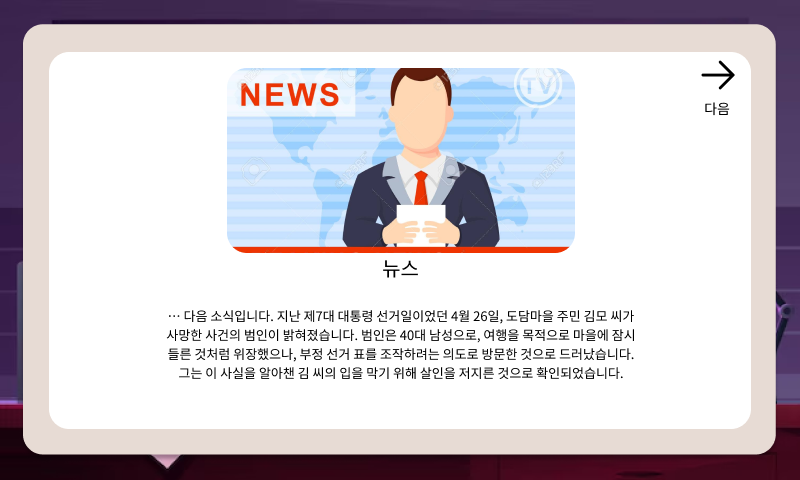 NEWS
TV
다음
뉴스
… 다음 소식입니다. 지난 제7대 대통령 선거일이었던 4월 26일, 도담마을 주민 김모 씨가
사망한 사건의 범인이 밝혀졌습니다. 범인은 40대 남성으로, 여행을 목적으로 마을에 잠시
들른 것처럼 위장했으나, 부정 선거 표를 조작하려는 의도로 방문한 것으로 드러났습니다.
그는 이 사실을 알아챈 김 씨의 입을 막기 위해 살인을 저지른 것으로 확인되었습니다.